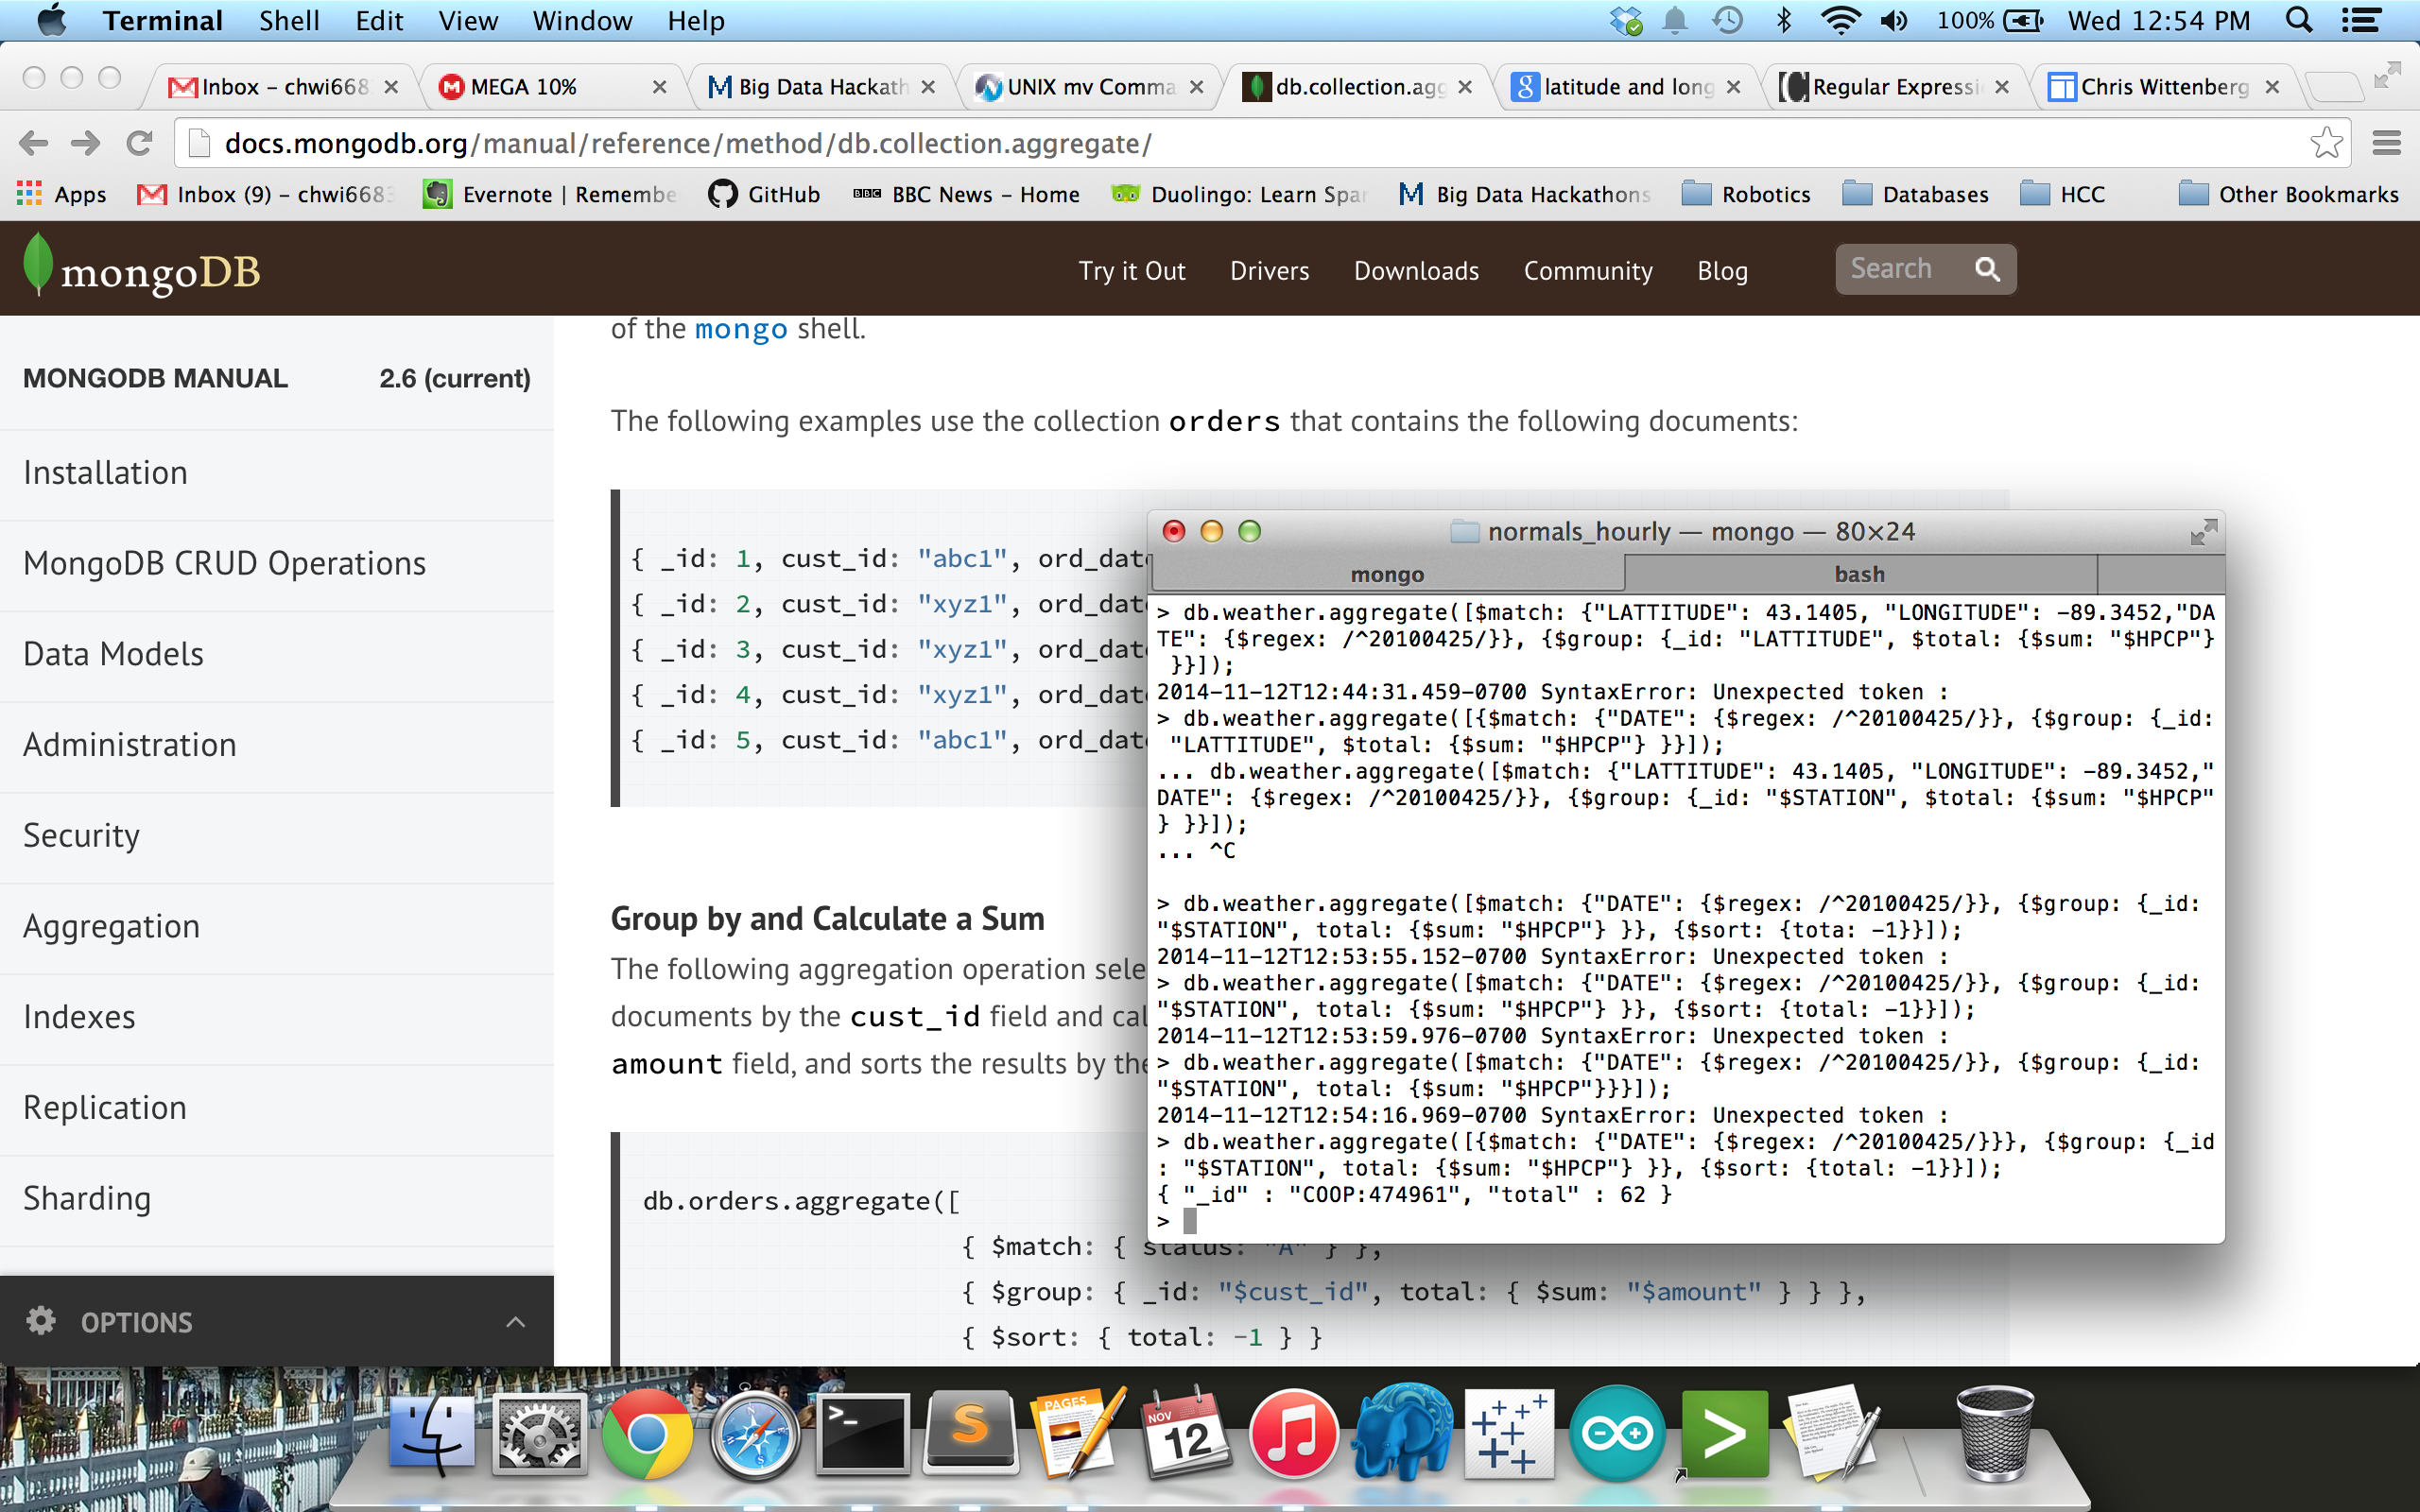 Terminal Shell Edit View Window Help 100% Wed 12:54 PM
Inbox – chwi668 MEGA 10% Big Data Hackath UNIX mv Comma db.collection.agg latitude and long Regular Expressi Chris Wittenberg
docs.mongodb.org/manual/reference/method/db.collection.aggregate/
Apps Inbox (9) – chwi6683 Evernote | Remembe GitHub BBC BBC News – Home Duolingo: Learn Spa Big Data Hackathons Robotics Databases HCC Other Bookmarks
mongoDB Try it Out Drivers Downloads Community Blog Search
MONGODB MANUAL 2.6 (current)
Installation
MongoDB CRUD Operations
Data Models
Administration
Security
Aggregation
Indexes
Replication
Sharding
OPTIONS
of the mongo shell.
The following examples use the collection orders that contains the following documents:
{ _id: 1, cust_id: "abc1", ord_date
{ _id: 2, cust_id: "xyz1", ord_date
{ _id: 3, cust_id: "xyz1", ord_date
{ _id: 4, cust_id: "xyz1", ord_date
{ _id: 5, cust_id: "abc1", ord_date
Group by and Calculate a Sum
The following aggregation operation sele
documents by the cust_id field and cal
amount field, and sorts the results by the
db.orders.aggregate([
{ $match: { status: "A" } },
{ $group: { _id: "$cust_id", total: { $sum: "$amount" } } },
{ $sort: { total: -1 } }
normals_hourly — mongo — 80×24
mongo bash
> db.weather.aggregate([$match: {"LATTITUDE": 43.1405, "LONGITUDE": -89.3452,"DA
TE": {$regex: /^20100425/}}, {$group: {_id: "LATTITUDE", $total: {$sum: "$HPCP"}
}}]);
2014-11-12T12:44:31.459-0700 SyntaxError: Unexpected token :
> db.weather.aggregate([{$match: {"DATE": {$regex: /^20100425/}}, {$group: {_id:
"LATTITUDE", $total: {$sum: "$HPCP"} }}]);
... db.weather.aggregate([$match: {"LATTITUDE": 43.1405, "LONGITUDE": -89.3452,"
DATE": {$regex: /^20100425/}}, {$group: {_id: "$STATION", $total: {$sum: "$HPCP"
} }}]);
... ^C
> db.weather.aggregate([$match: {"DATE": {$regex: /^20100425/}}, {$group: {_id:
"$STATION", total: {$sum: "$HPCP"} }}, {$sort: {tota: -1}}]);
2014-11-12T12:53:55.152-0700 SyntaxError: Unexpected token :
> db.weather.aggregate([$match: {"DATE": {$regex: /^20100425/}}, {$group: {_id:
"$STATION", total: {$sum: "$HPCP"} }}, {$sort: {total: -1}}]);
2014-11-12T12:53:59.976-0700 SyntaxError: Unexpected token :
> db.weather.aggregate([$match: {"DATE": {$regex: /^20100425/}}, {$group: {_id:
"$STATION", total: {$sum: "$HPCP"}}}]);
2014-11-12T12:54:16.969-0700 SyntaxError: Unexpected token :
> db.weather.aggregate([{$match: {"DATE": {$regex: /^20100425/}}}, {$group: {_id
: "$STATION", total: {$sum: "$HPCP"} }}, {$sort: {total: -1}}]);
{ "_id" : "COOP:474961", "total" : 62 }
>
>_ S PAGES NOV 12